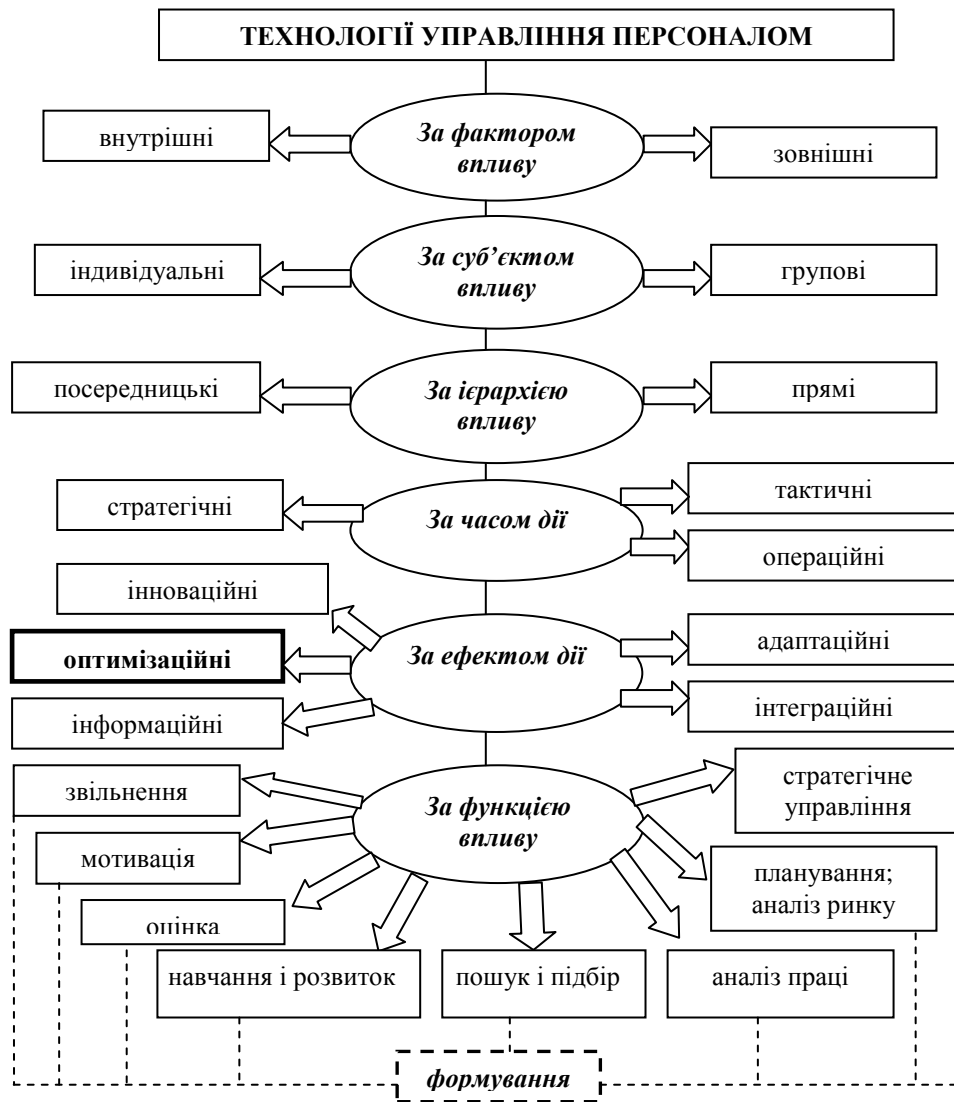 ТЕХНОЛОГІЇ УПРАВЛІННЯ ПЕРСОНАЛОМ
За фактором
впливу
внутрішні
зовнішні
За суб’єктом
впливу
індивідуальні
групові
За ієрархією
впливу
посередницькі
прямі
За часом дії
стратегічні
тактичні
операційні
За ефектом дії
інноваційні
оптимізаційні
інформаційні
адаптаційні
інтеграційні
За функцією
впливу
звільнення
мотивація
оцінка
навчання і розвиток
пошук і підбір
аналіз праці
планування;
аналіз ринку
стратегічне
управління
формування